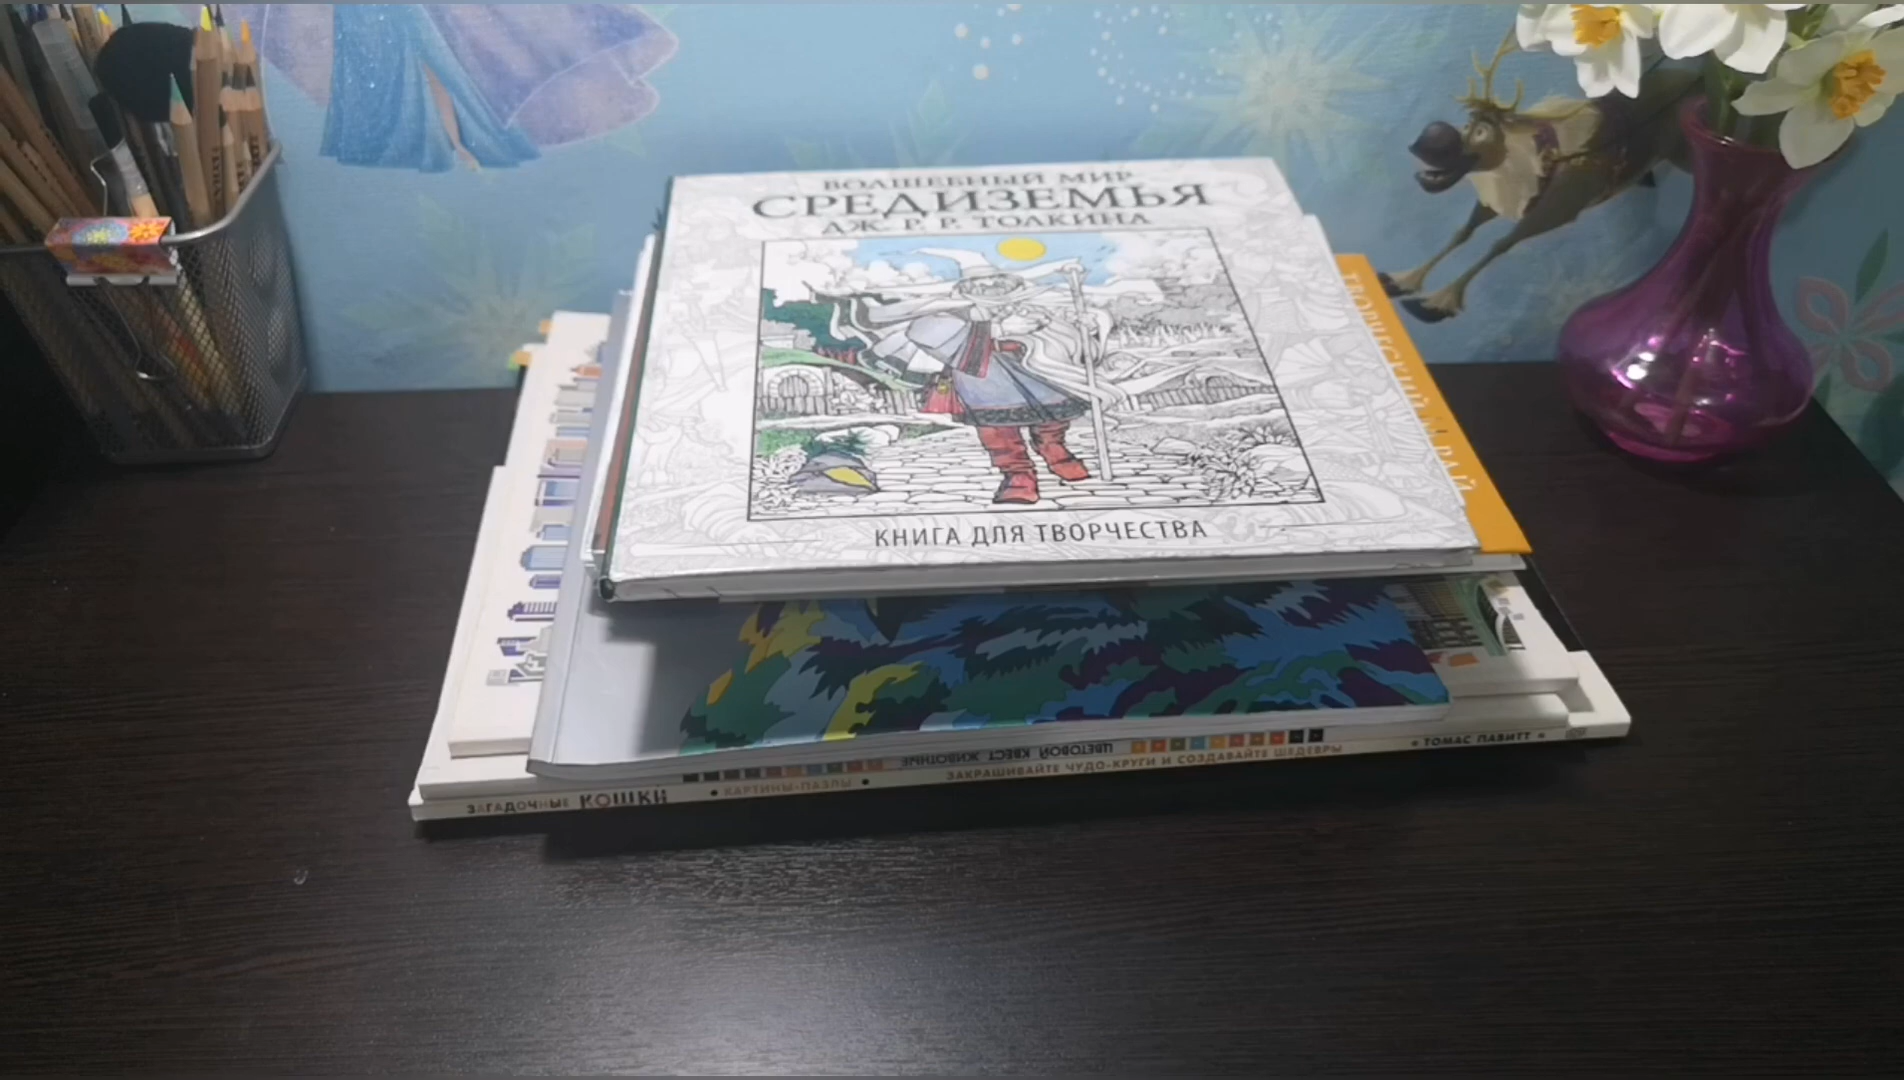 ВОЛШЕБНЫЙ МИР
СРЕДИЗЕМЬЯ
ДЖ. Р. Р. ТОЛКИНА
КНИГА ДЛЯ ТВОРЧЕСТВА
ТВОРЧЕСКИЙ
ЦВЕТОВОЙ КВЕСТ ЖИВОТНЫЕ
ЗАГАДОЧНЫЕ КОШКИ • КАРТИНЫ-ПАЗЛЫ • ЗАКРАШИВАЙТЕ ЧУДО-КРУГИ И СОЗДАВАЙТЕ ШЕДЕВРЫ • ТОМАС ПАВИТТ •